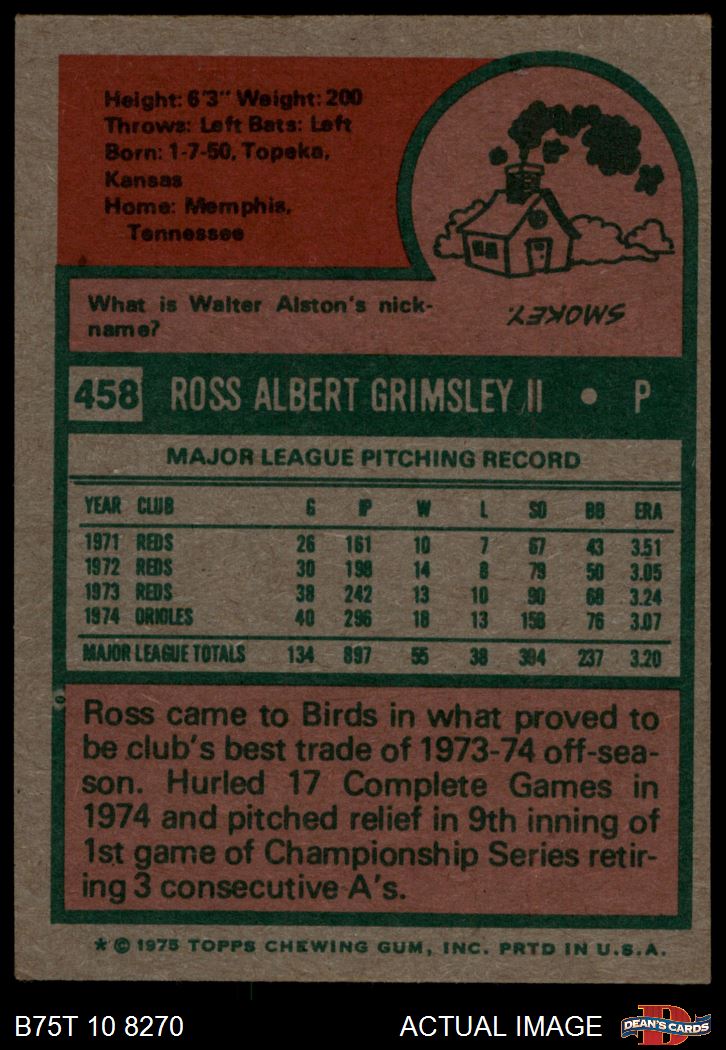 Height: 6'3" Weight: 200
Throws: Left Bats: Left
Born: 1-7-50, Topeka,
Kansas
Home: Memphis,
Tennessee
What is Walter Alston's nick-
name?
SMOKEY.
458 ROSS ALBERT GRIMSLEY II • P
MAJOR LEAGUE PITCHING RECORD
YEAR CLUB G IP W L SO BB ERA
1971 REDS 26 161 10 7 67 43 3.51
1972 REDS 30 198 14 8 79 50 3.05
1973 REDS 38 242 13 10 90 68 3.24
1974 ORIOLES 40 296 18 13 158 76 3.07
MAJOR LEAGUE TOTALS 134 897 55 38 394 237 3.20
Ross came to Birds in what proved to
be club's best trade of 1973-74 off-sea-
son. Hurled 17 Complete Games in
1974 and pitched relief in 9th inning of
1st game of Championship Series retir-
ing 3 consecutive A's.
* © 1975 TOPPS CHEWING GUM, INC. PRTD IN U.S.A.
B75T 10 8270 ACTUAL IMAGE DEAN'S CARDS